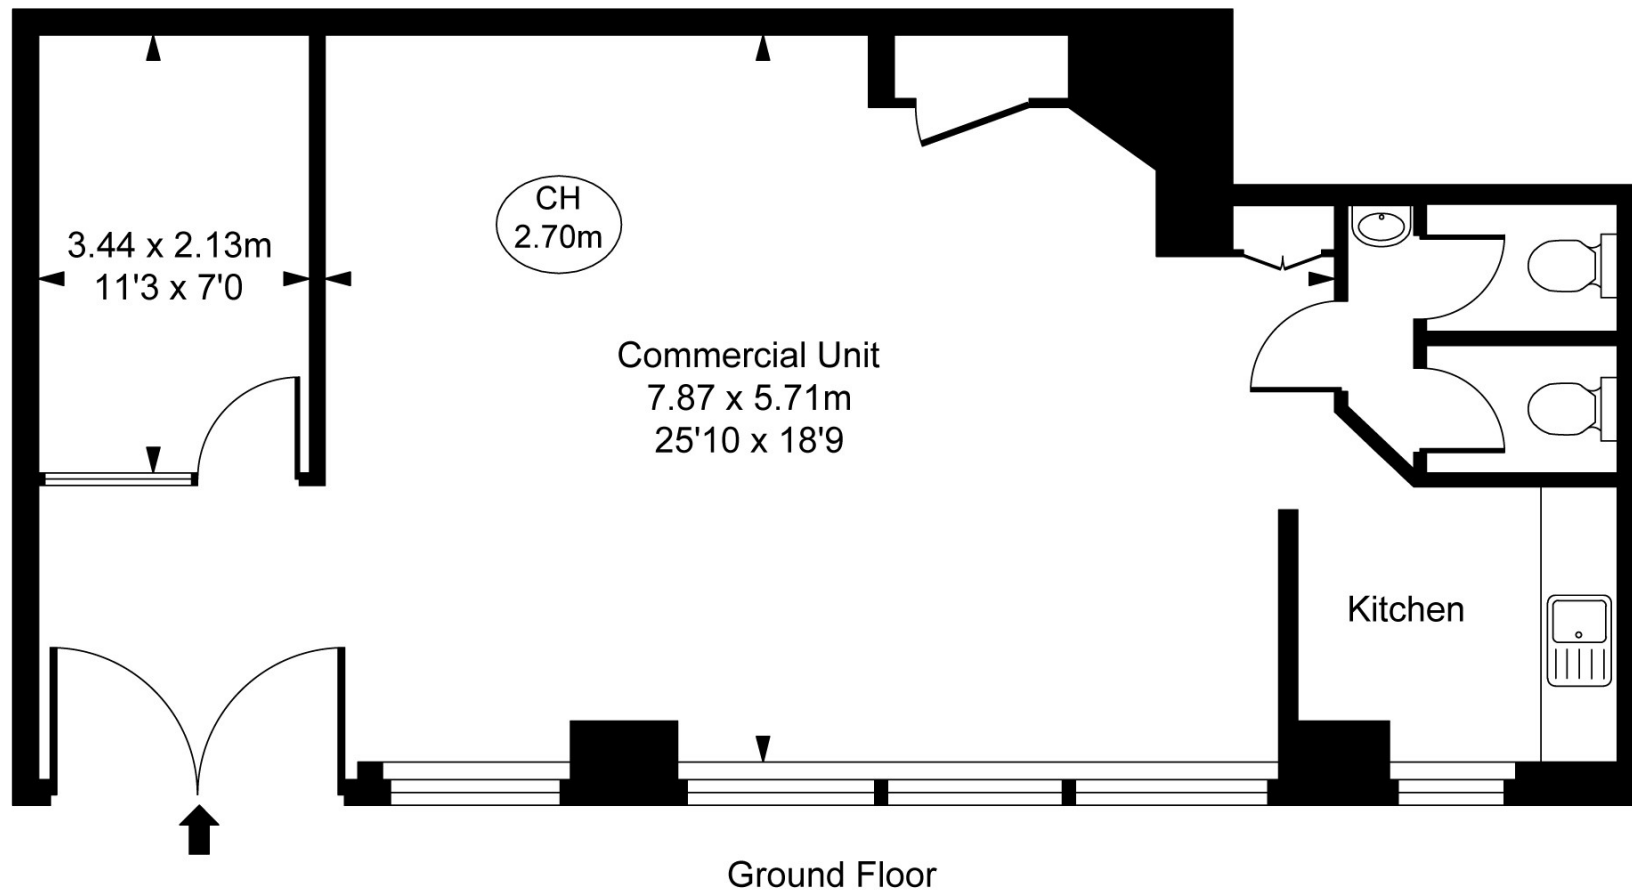 CH
2.70m
3.44 x 2.13m
11'3 x 7'0
Commercial Unit
7.87 x 5.71m
25'10 x 18'9
Kitchen
Ground Floor